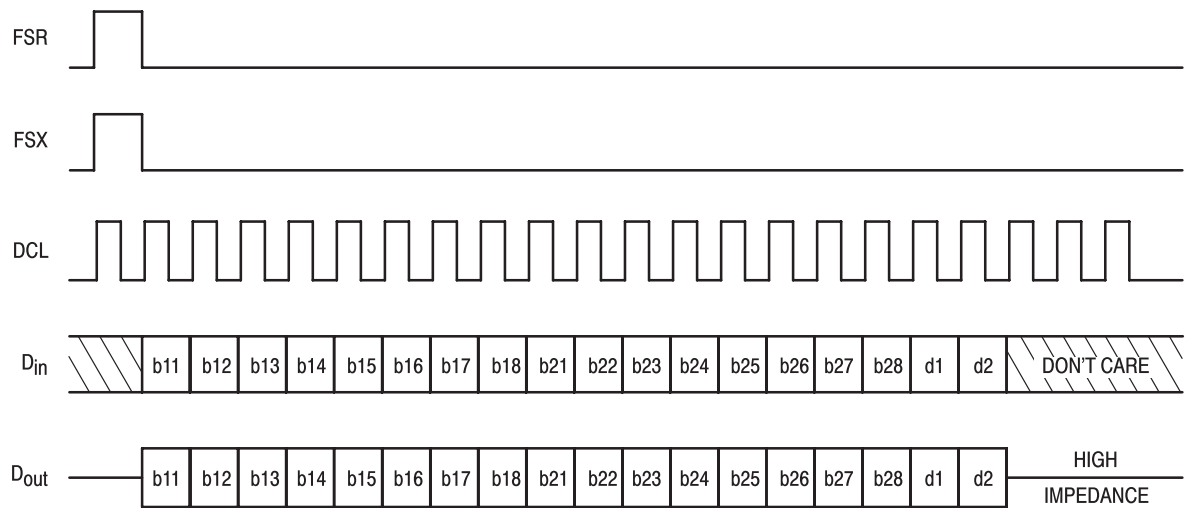 FSR
FSX
DCL
Din b11 b12 b13 b14 b15 b16 b17 b18 b21 b22 b23 b24 b25 b26 b27 b28 d1 d2 DON'T CARE
Dout b11 b12 b13 b14 b15 b16 b17 b18 b21 b22 b23 b24 b25 b26 b27 b28 d1 d2 HIGH
IMPEDANCE